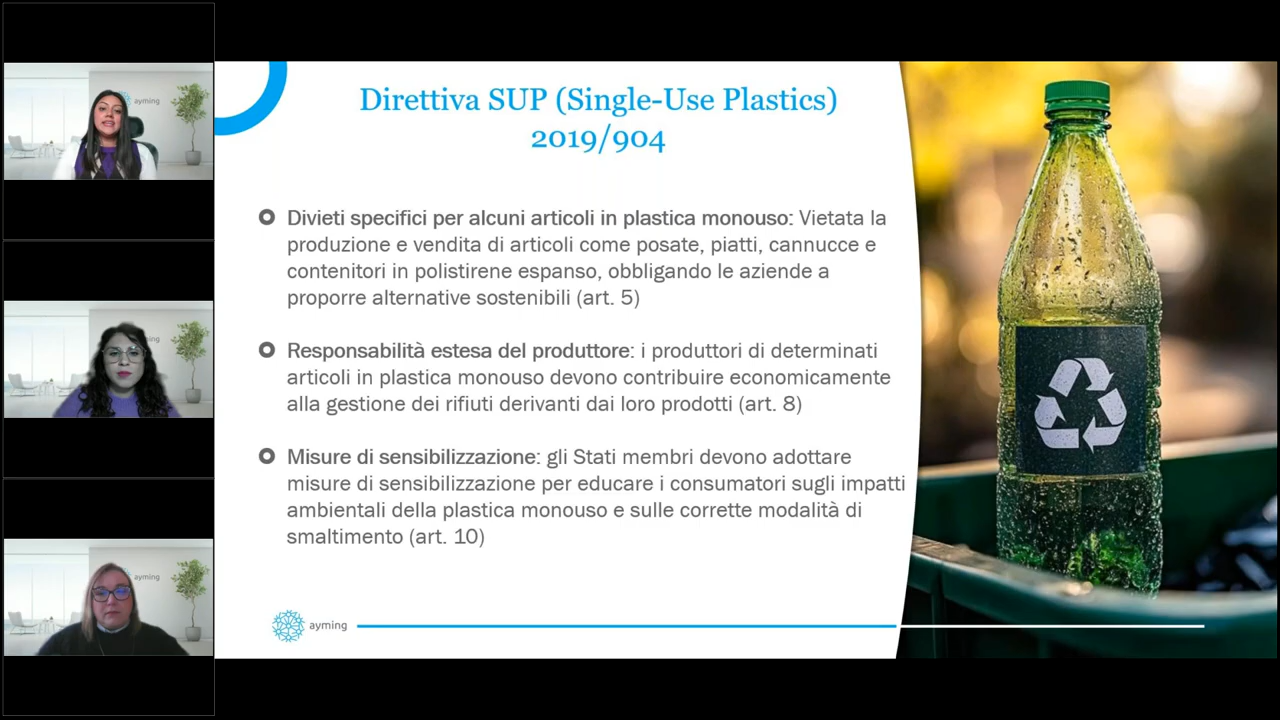 ayming
Direttiva SUP (Single-Use Plastics)
2019/904
Divieti specifici per alcuni articoli in plastica monouso: Vietata la
produzione e vendita di articoli come posate, piatti, cannucce e
contenitori in polistirene espanso, obbligando le aziende a
proporre alternative sostenibili (art. 5)
Responsabilità estesa del produttore: i produttori di determinati
articoli in plastica monouso devono contribuire economicamente
alla gestione dei rifiuti derivanti dai loro prodotti (art. 8)
Misure di sensibilizzazione: gli Stati membri devono adottare
misure di sensibilizzazione per educare i consumatori sugli impatti
ambientali della plastica monouso e sulle corrette modalità di
smaltimento (art. 10)
ayming
ayming